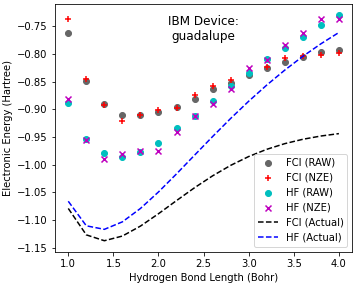 IBM Device:
guadalupe
Electronic Energy (Hartree)
−0.75
−0.80
−0.85
−0.90
−0.95
−1.00
−1.05
−1.10
−1.15
FCI (RAW)
FCI (NZE)
HF (RAW)
HF (NZE)
FCI (Actual)
HF (Actual)
1.0 1.5 2.0 2.5 3.0 3.5 4.0
Hydrogen Bond Length (Bohr)